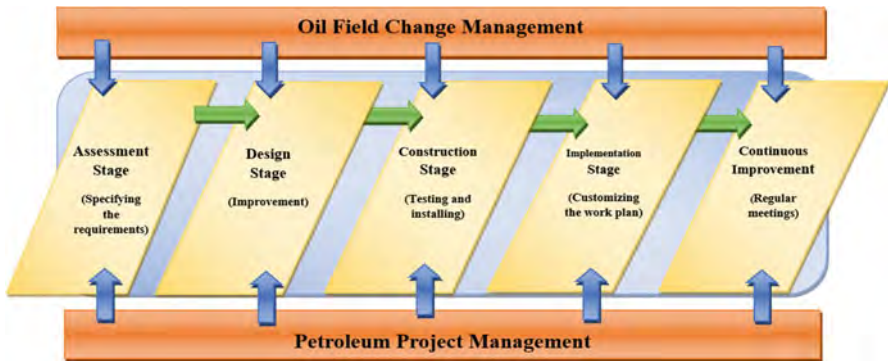 Oil Field Change Management
Assessment
Stage
(Specifying
the
requirements)
Design
Stage
(Improvement)
Construction
Stage
(Testing and
installing)
Implementation
Stage
(Customizing
the work plan)
Continuous
Improvement
(Regular
meetings)
Petroleum Project Management